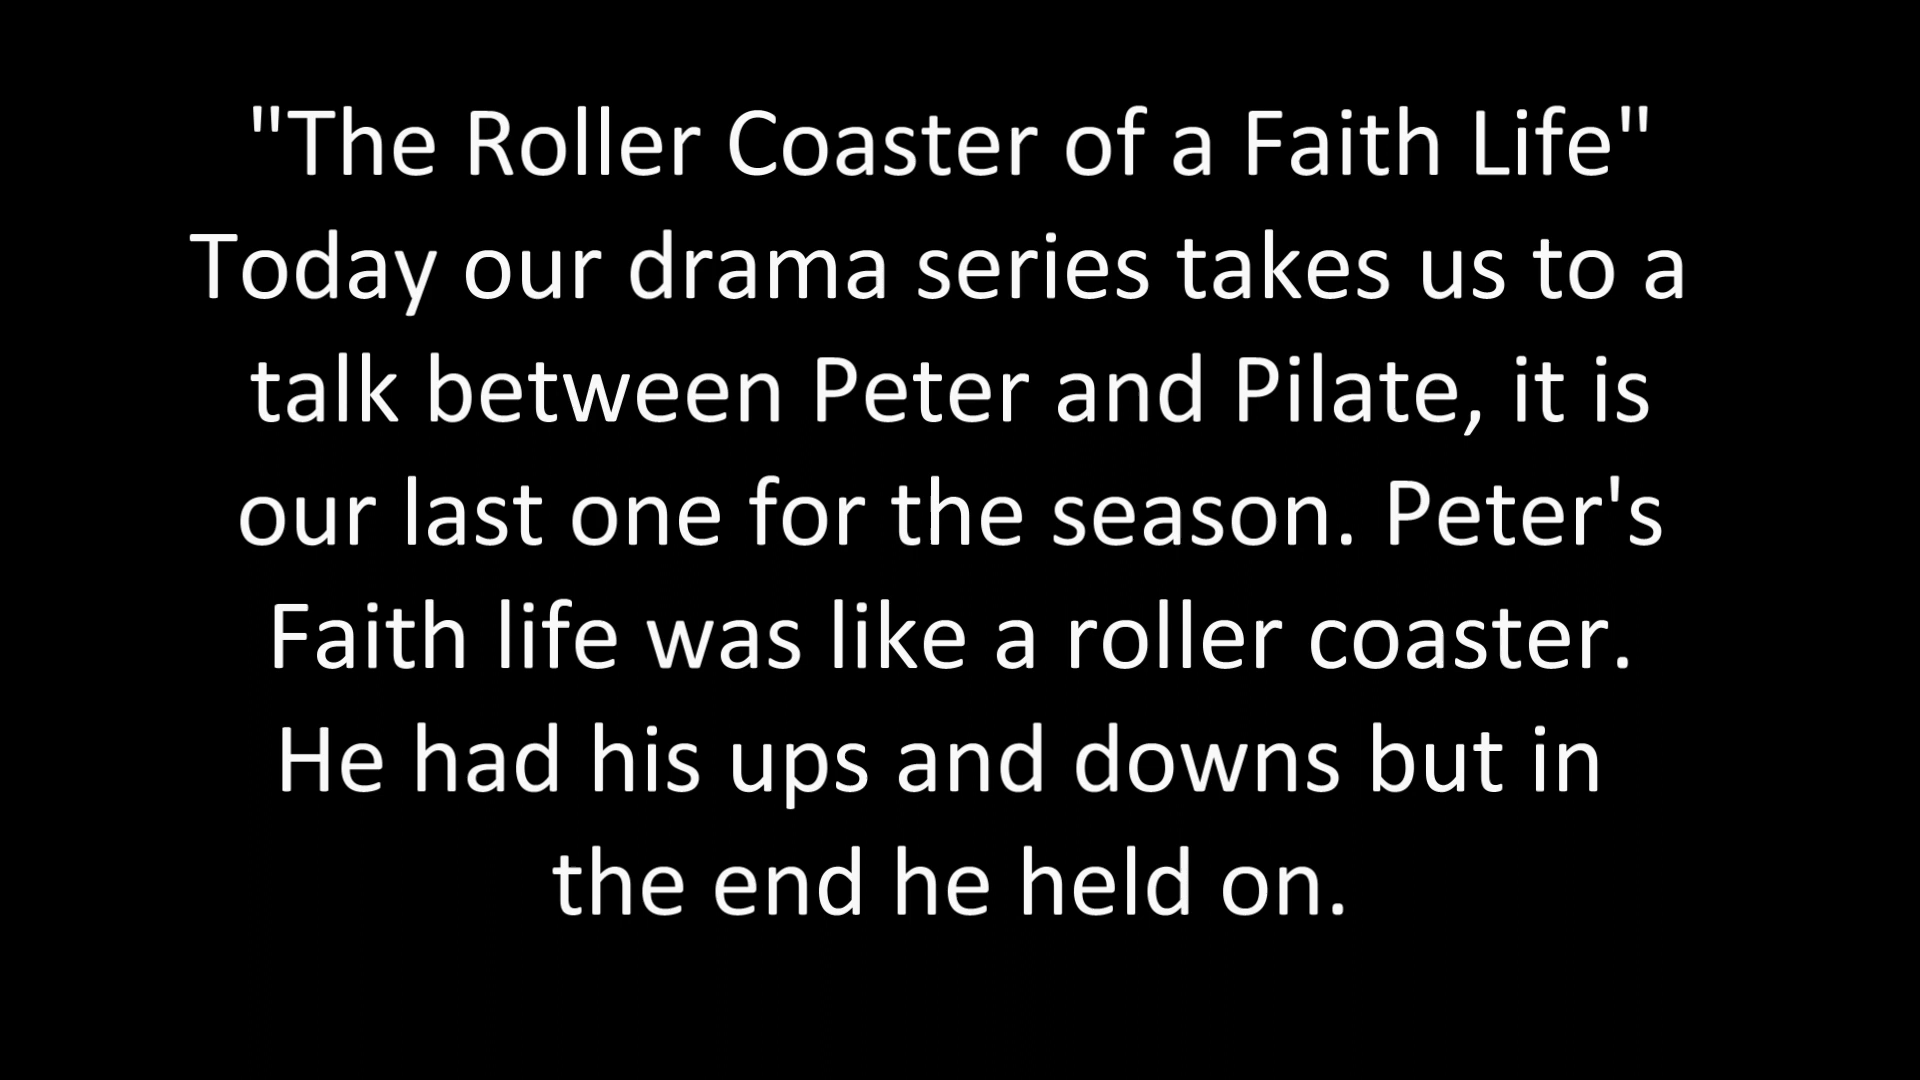 "The Roller Coaster of a Faith Life"
Today our drama series takes us to a
talk between Peter and Pilate, it is
our last one for the season. Peter's
Faith life was like a roller coaster.
He had his ups and downs but in
the end he held on.